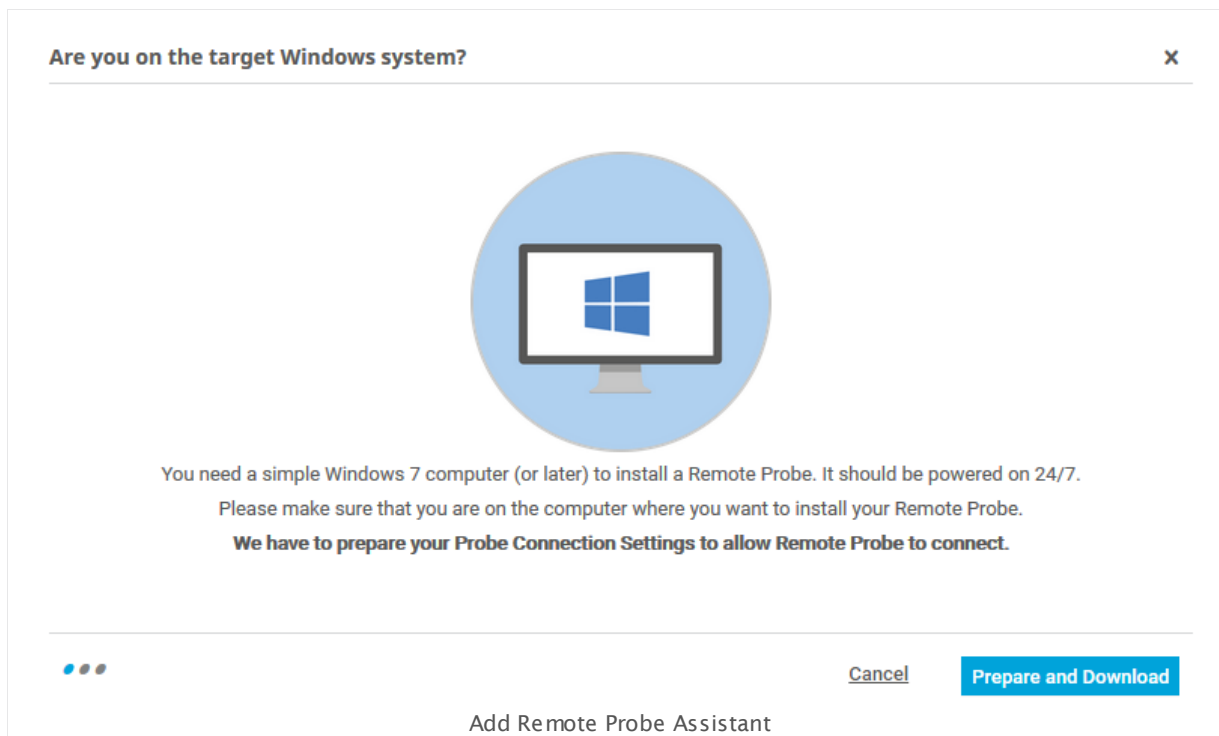 Are you on the target Windows system?
x
You need a simple Windows 7 computer (or later) to install a Remote Probe. It should be powered on 24/7.
Please make sure that you are on the computer where you want to install your Remote Probe.
We have to prepare your Probe Connection Settings to allow Remote Probe to connect.
Cancel
Prepare and Download
Add Remote Probe Assistant